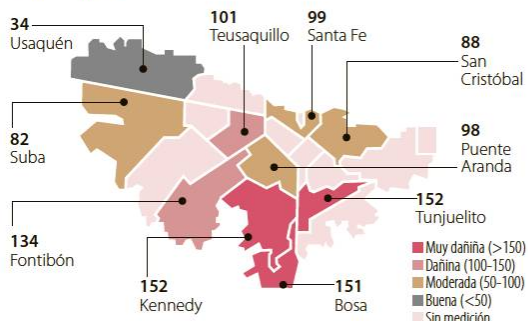 34
Usaquén
101
Teusaquillo
99
Santa Fe
88
San
Cristóbal
82
Suba
98
Puente
Aranda
152
Tunjuelito
134
Fontibón
152
Kennedy
151
Bosa
Muy dañiña (>150)
Dañina (100-150)
Moderada (50-100)
Buena (<50)
Sin medición